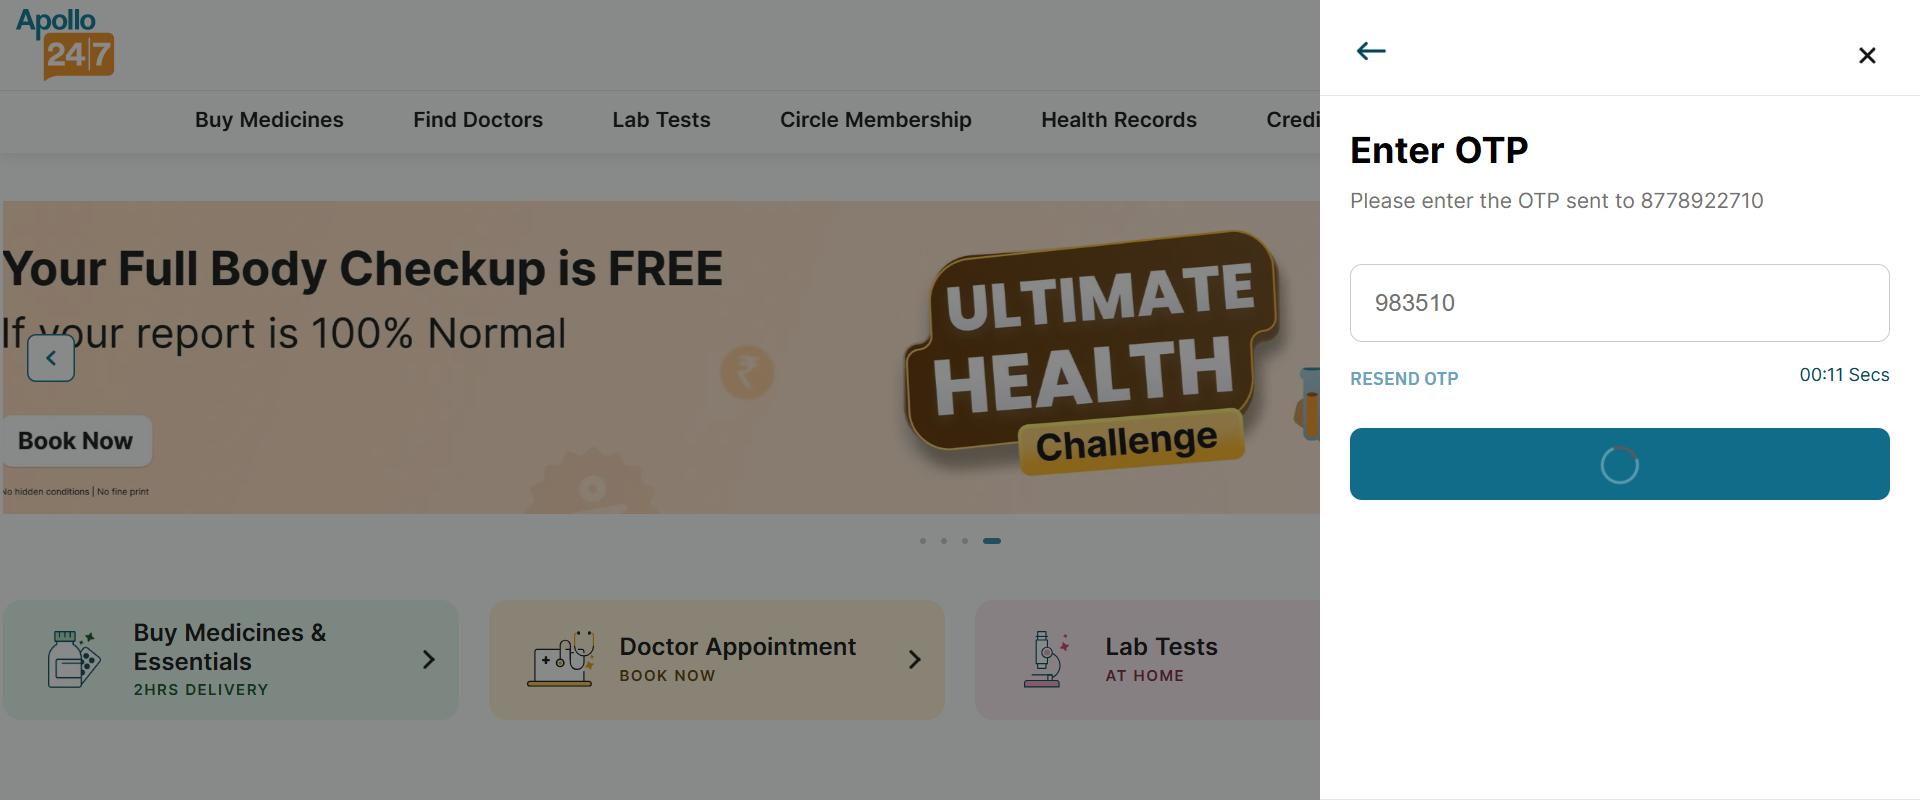 Apollo
24|7
Buy Medicines
Find Doctors
Lab Tests
Circle Membership
Health Records
Credi
Your Full Body Checkup is FREE
If your report is 100% Normal
Book Now
No hidden conditions | No fine print
ULTIMATE
HEALTH
Challenge
Buy Medicines &
Essentials
2HRS DELIVERY
Doctor Appointment
BOOK NOW
Lab Tests
AT HOME
Enter OTP
Please enter the OTP sent to 8778922710
983510
RESEND OTP
00:11 Secs